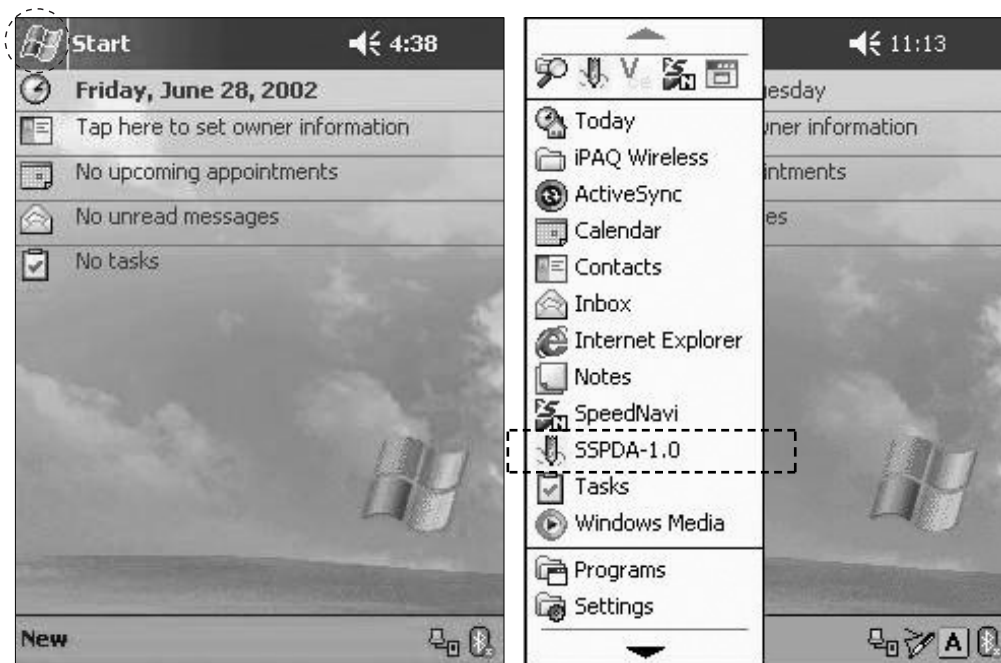 Start 4:38
Friday, June 28, 2002
Tap here to set owner information
No upcoming appointments
No unread messages
No tasks
New
11:13
uesday
Today
wner information
iPAQ Wireless
intments
ActiveSync
es
Calendar
Contacts
Inbox
Internet Explorer
Notes
SpeedNavi
SSPDA-1.0
Tasks
Windows Media
Programs
Settings
A